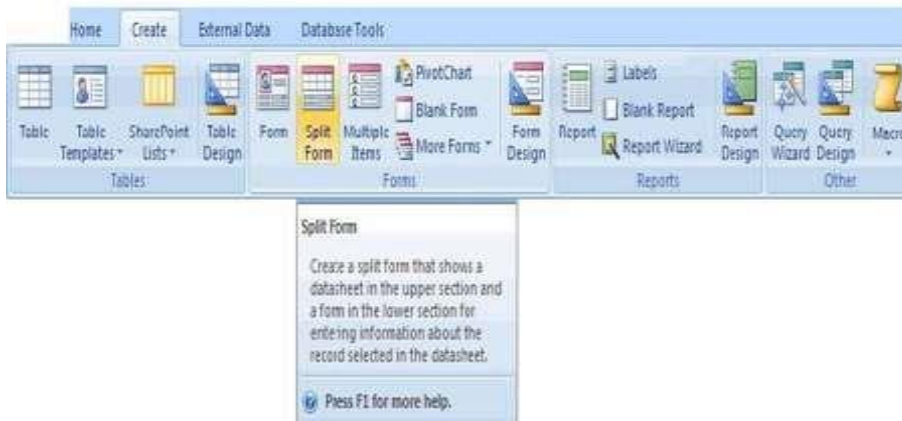 Home Create External Data Database Tools
Table
Table Templates
SharePoint Lists
Table Design
Tables
Form
Split Form
Multiple Items
PivotChart
Blank Form
More Forms
Form Design
Forms
Report
Labels
Blank Report
Report Wizard
Report Design
Reports
Query Wizard
Query Design
Macro
Other
Split Form
Create a split form that shows a
datasheet in the upper section and
a form in the lower section for
entering information about the
record selected in the datasheet.
Press F1 for more help.